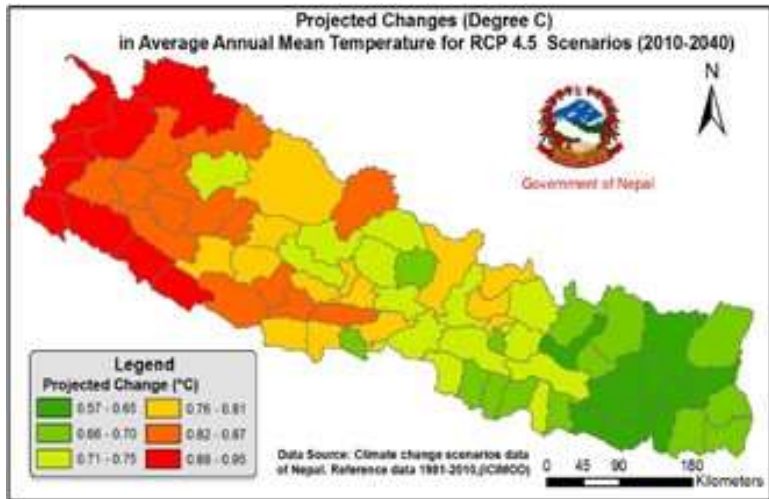 Projected Changes (Degree C)
in Average Annual Mean Temperature for RCP 4.5 Scenarios (2010-2040)
N
Government of Nepal
Legend
Projected Change (°C)
0.57 - 0.65
0.76 - 0.81
0.66 - 0.70
0.82 - 0.87
0.71 - 0.75
0.88 - 0.95
Data Source: Climate change scenarios data
of Nepal. Reference data 1981-2010,(ICIMOD)
0 45 90 180
Kilometers